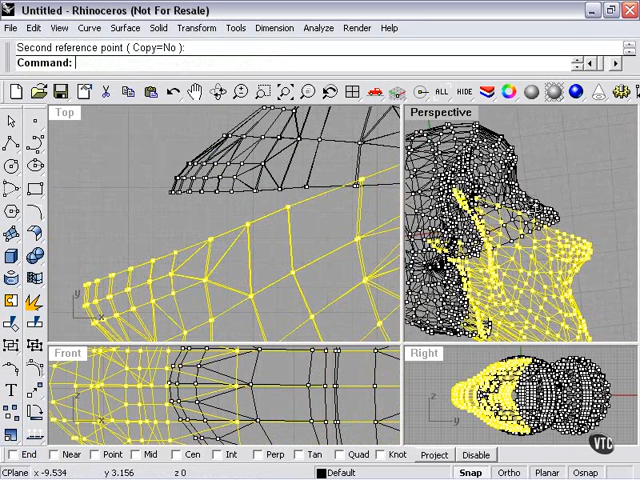 Untitled - Rhinoceros (Not For Resale)
File Edit View Curve Surface Solid Transform Tools Dimension Analyze Render Help
Second reference point ( Copy=No ):
Command:
ALL HIDE
Top
Perspective
y
x
Front
Right
z
x
z
y
T
VTC
End Near Point Mid Cen Int Perp Tan Quad Knot Project Disable
CPlane x -9.534 y 3.156 z 0 Default Snap Ortho Planar Osnap